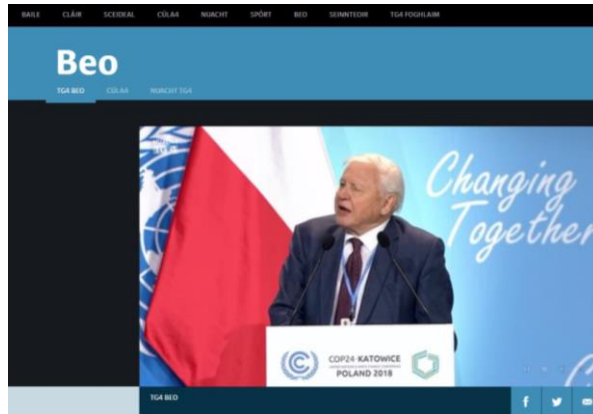 BAILE CLÁIR SCEIDEAL CÚLA4 NUACHT SPÓRT BEO SEINNTEOIR TG4 FOGHLAIM
Beo
TG4 BEO CÚLA4 NUACHT TG4
Changing
Together
COP24·KATOWICE
POLAND 2018
TG4 BEO